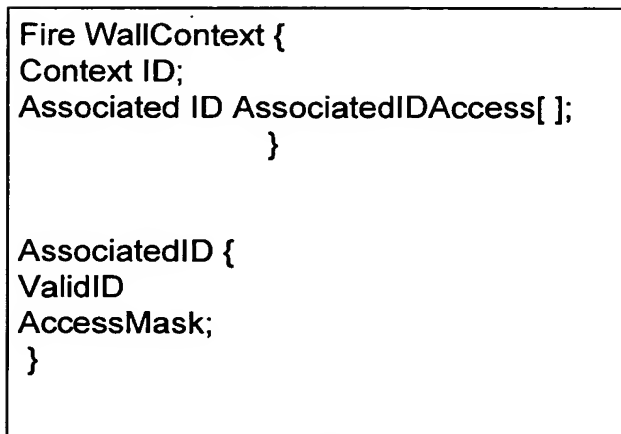 Fire WallContext {
Context ID;
Associated ID AssociatedIDAccess[ ];
}
AssociatedID {
ValidID
AccessMask;
}